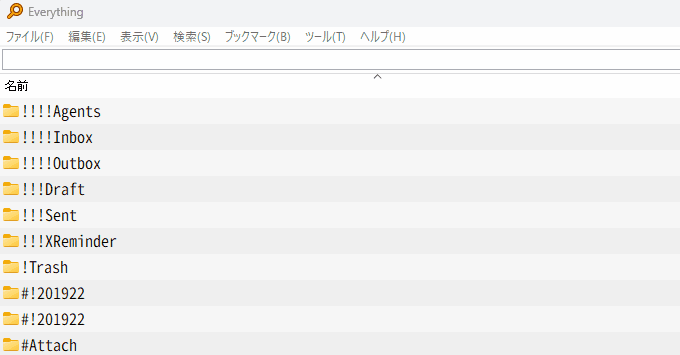 Everything
ファイル(F) 編集(E) 表示(V) 検索(S) ブックマーク(B) ツール(T) ヘルプ(H)
名前
!!!!Agents
!!!!Inbox
!!!!Outbox
!!!Draft
!!!Sent
!!!XReminder
!Trash
#!201922
#!201922
#Attach